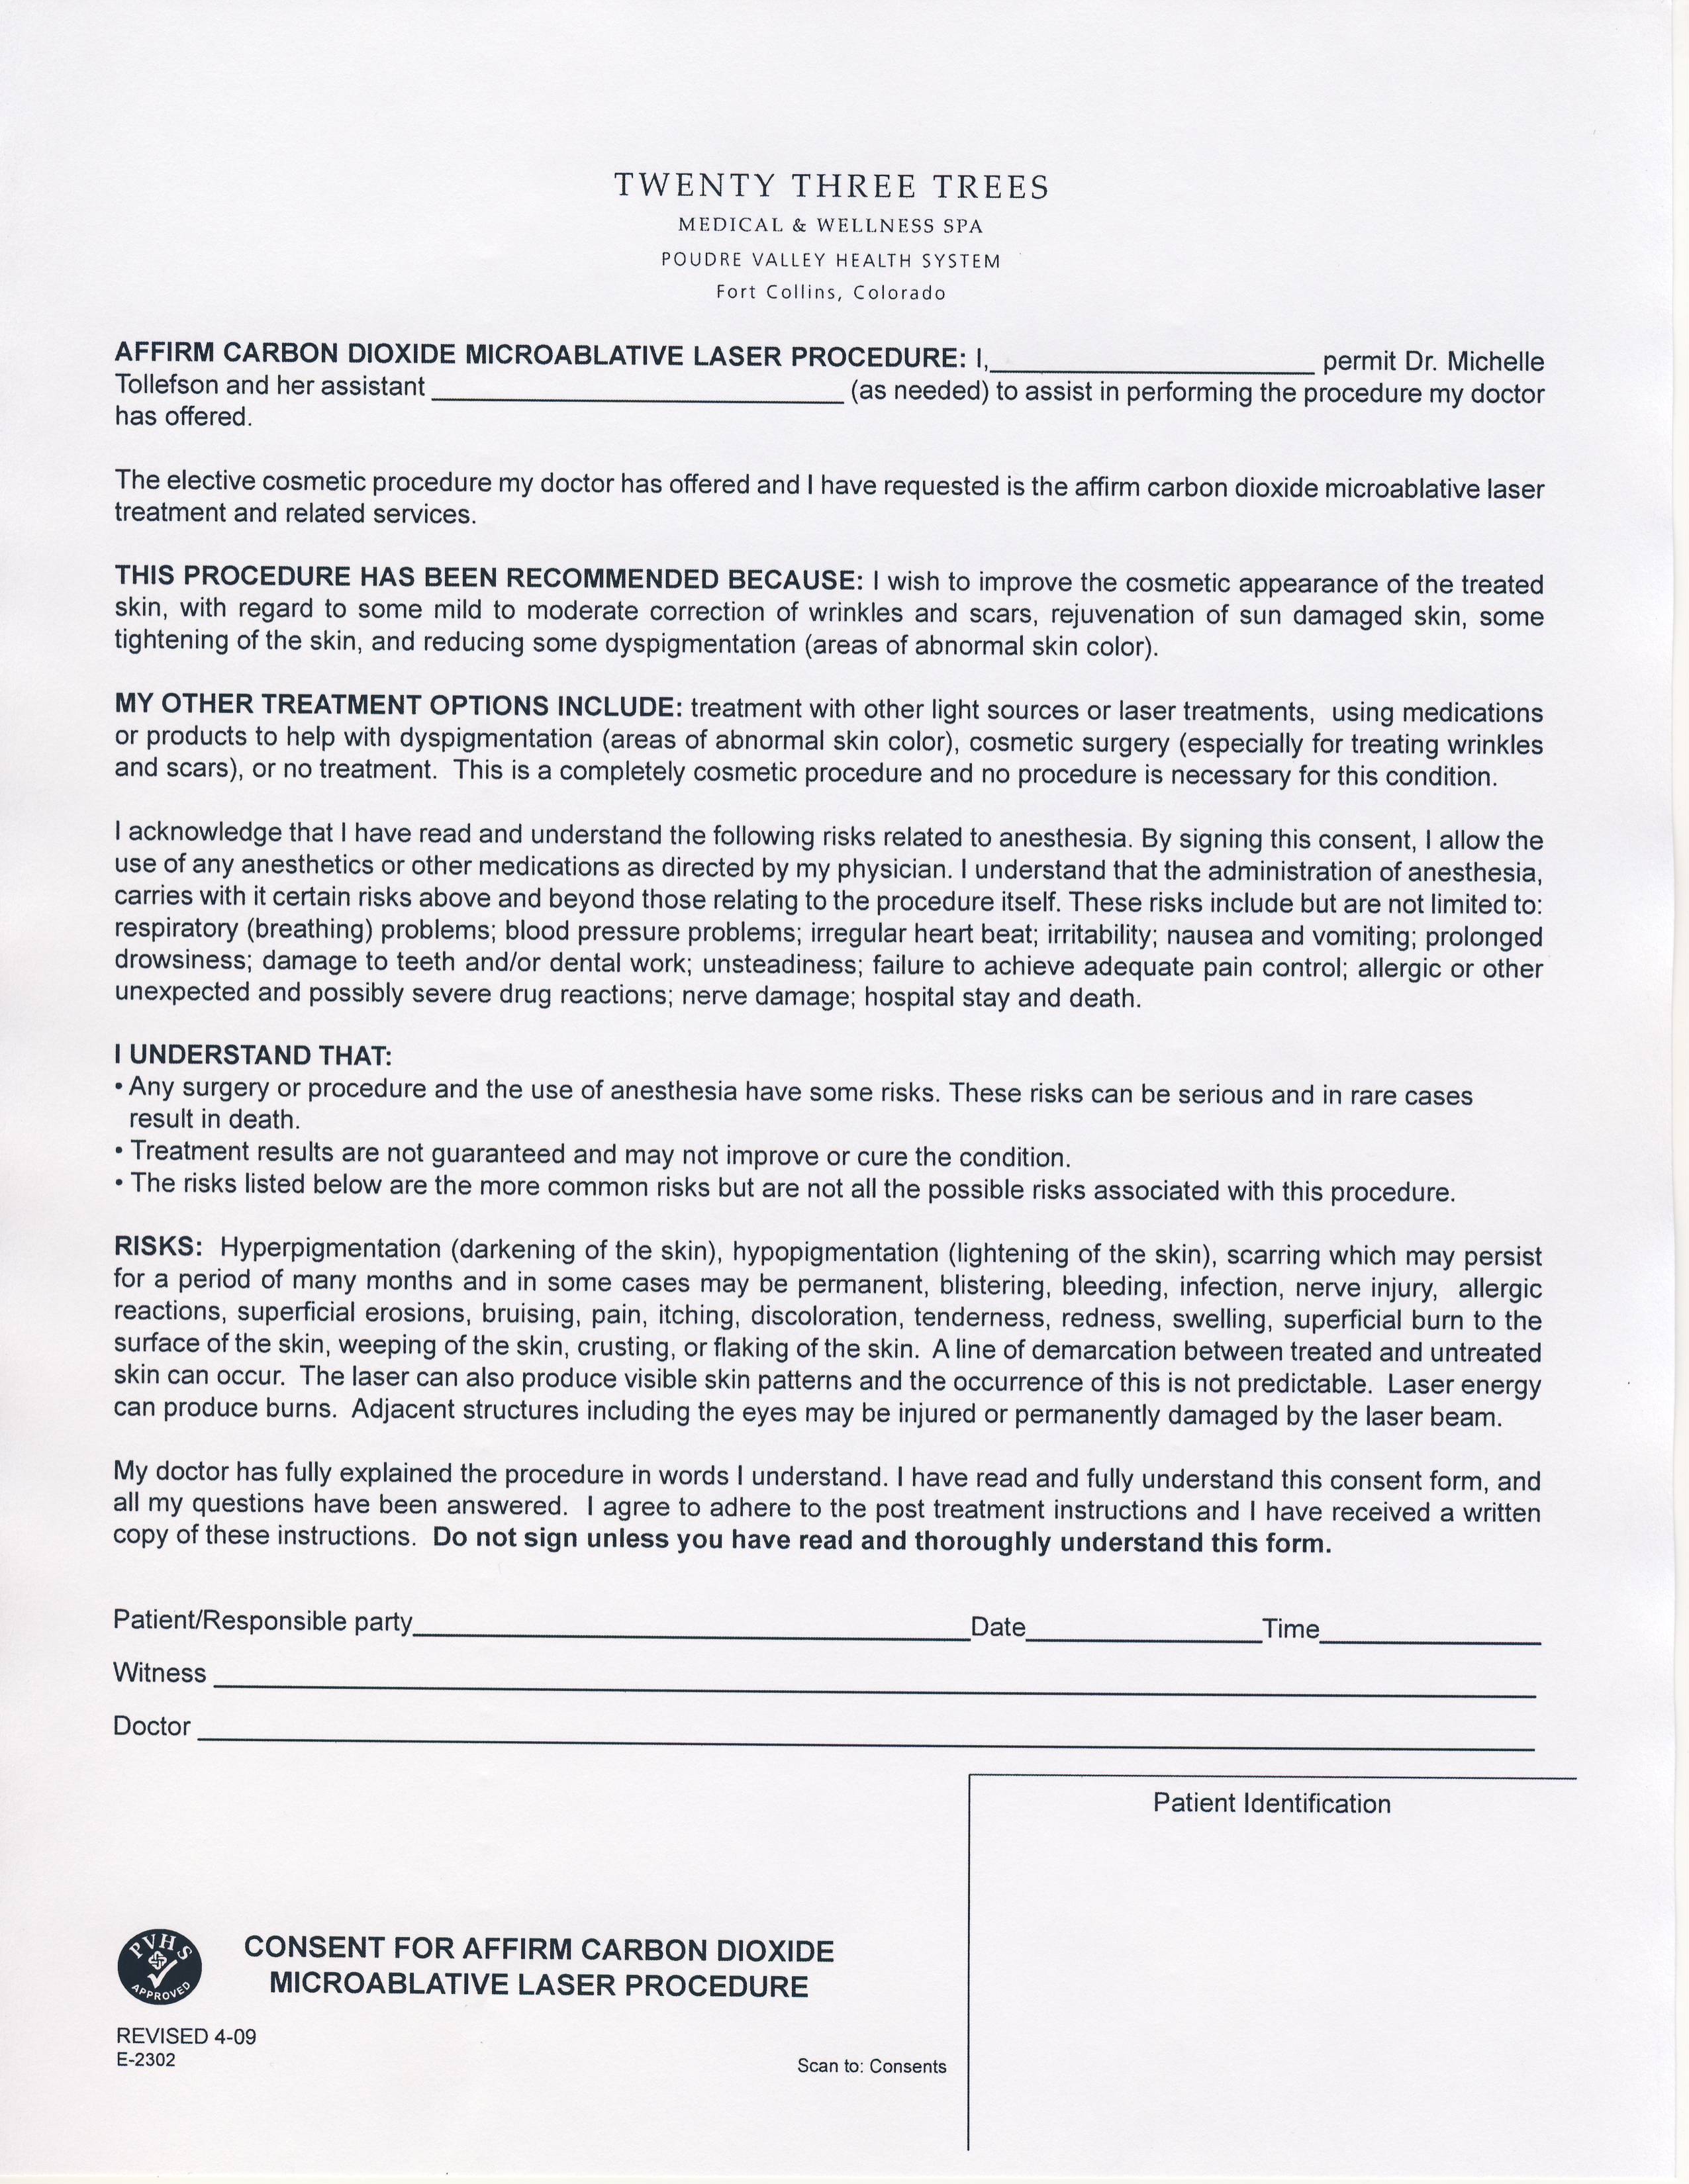 TWENTY THREE TREES
MEDICAL & WELLNESS SPA
POUDRE VALLEY HEALTH SYSTEM
Fort Collins, Colorado
AFFIRM CARBON DIOXIDE MICROABLATIVE LASER PROCEDURE: I,_______________ permit Dr. Michelle
Tollefson and her assistant _______________ (as needed) to assist in performing the procedure my doctor
has offered.
The elective cosmetic procedure my doctor has offered and I have requested is the affirm carbon dioxide microablative laser
treatment and related services.
THIS PROCEDURE HAS BEEN RECOMMENDED BECAUSE: I wish to improve the cosmetic appearance of the treated
skin, with regard to some mild to moderate correction of wrinkles and scars, rejuvenation of sun damaged skin, some
tightening of the skin, and reducing some dyspigmentation (areas of abnormal skin color).
MY OTHER TREATMENT OPTIONS INCLUDE: treatment with other light sources or laser treatments, using medications
or products to help with dyspigmentation (areas of abnormal skin color), cosmetic surgery (especially for treating wrinkles
and scars), or no treatment. This is a completely cosmetic procedure and no procedure is necessary for this condition.
I acknowledge that I have read and understand the following risks related to anesthesia. By signing this consent, I allow the
use of any anesthetics or other medications as directed by my physician. I understand that the administration of anesthesia,
carries with it certain risks above and beyond those relating to the procedure itself. These risks include but are not limited to:
respiratory (breathing) problems; blood pressure problems; irregular heart beat; irritability; nausea and vomiting; prolonged
drowsiness; damage to teeth and/or dental work; unsteadiness; failure to achieve adequate pain control; allergic or other
unexpected and possibly severe drug reactions; nerve damage; hospital stay and death.
I UNDERSTAND THAT:
• Any surgery or procedure and the use of anesthesia have some risks. These risks can be serious and in rare cases
result in death.
• Treatment results are not guaranteed and may not improve or cure the condition.
• The risks listed below are the more common risks but are not all the possible risks associated with this procedure.
RISKS: Hyperpigmentation (darkening of the skin), hypopigmentation (lightening of the skin), scarring which may persist
for a period of many months and in some cases may be permanent, blistering, bleeding, infection, nerve injury, allergic
reactions, superficial erosions, bruising, pain, itching, discoloration, tenderness, redness, swelling, superficial burn to the
surface of the skin, weeping of the skin, crusting, or flaking of the skin. A line of demarcation between treated and untreated
skin can occur. The laser can also produce visible skin patterns and the occurrence of this is not predictable. Laser energy
can produce burns. Adjacent structures including the eyes may be injured or permanently damaged by the laser beam.
My doctor has fully explained the procedure in words I understand. I have read and fully understand this consent form, and
all my questions have been answered. I agree to adhere to the post treatment instructions and I have received a written
copy of these instructions. Do not sign unless you have read and thoroughly understand this form.
Patient/Responsible party_______________Date_______________Time_______________
Witness _______________
Doctor _______________
Patient Identification
PVHS
APPROVED
CONSENT FOR AFFIRM CARBON DIOXIDE
MICROABLATIVE LASER PROCEDURE
REVISED 4-09
E-2302
Scan to: Consents